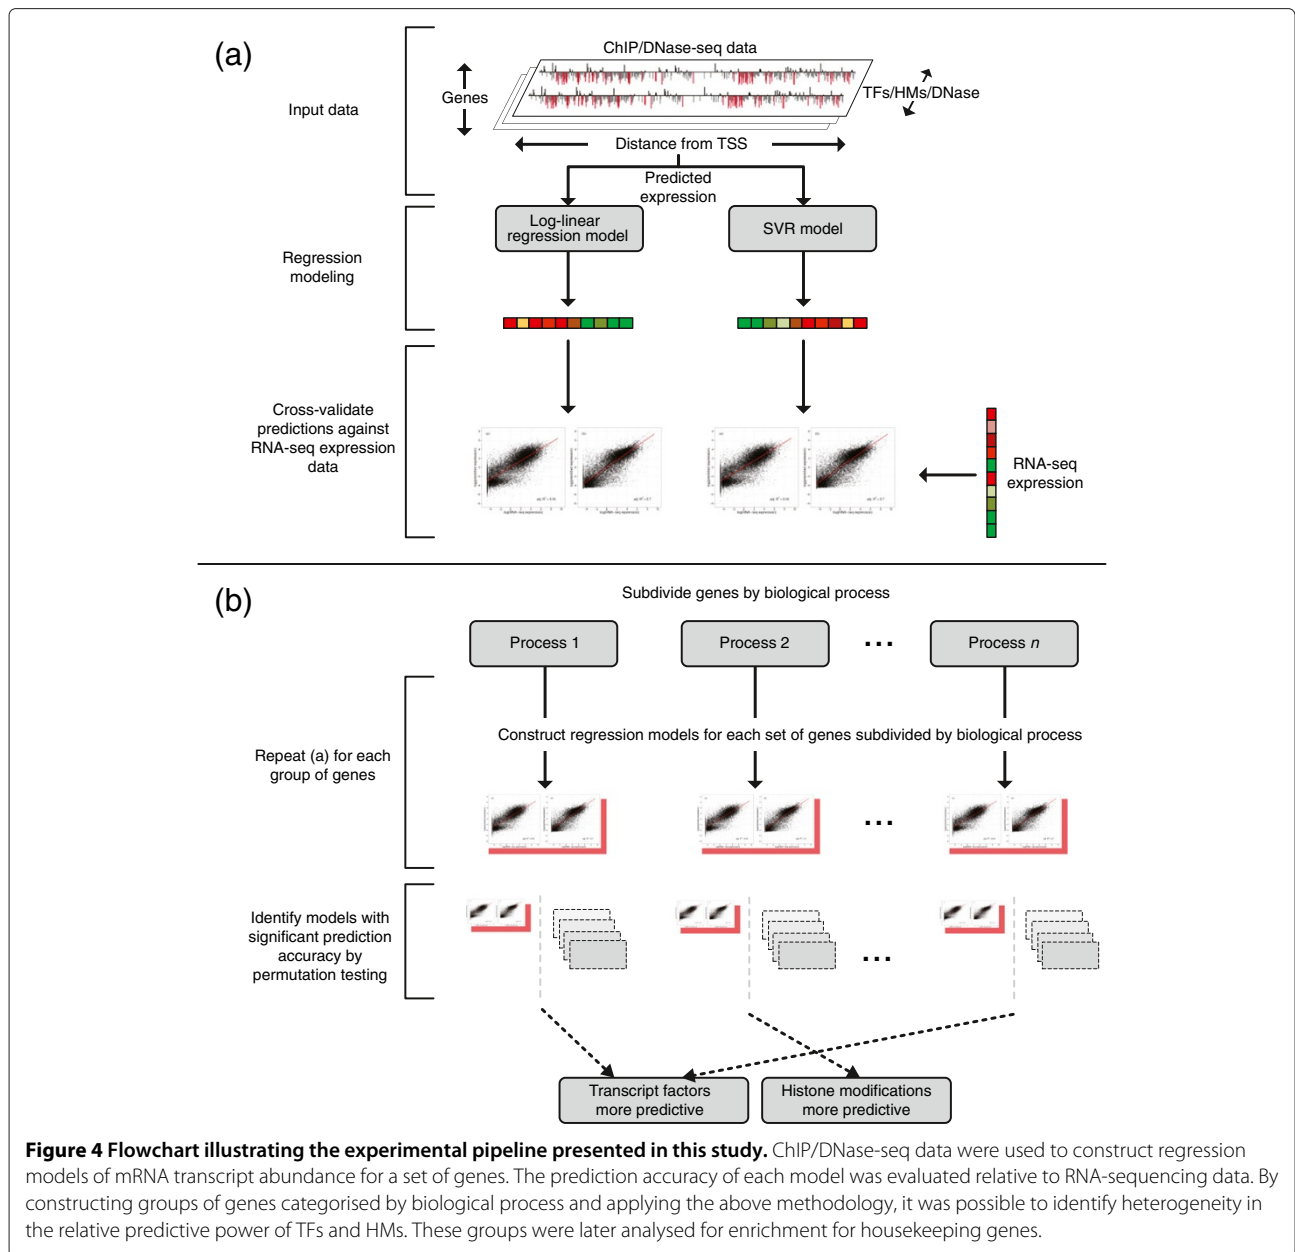 (a)
ChIP/DNase-seq data
Input data
Genes
TFs/HMs/DNase
Distance from TSS
Predicted
expression
Log-linear
regression model
SVR model
Regression
modeling
Cross-validate
predictions against
RNA-seq expression
data
RNA-seq
expression
(b)
Subdivide genes by biological process
Process 1
Process 2
...
Process n
Construct regression models for each set of genes subdivided by biological process
Repeat (a) for each
group of genes
...
Identify models with
significant prediction
accuracy by
permutation testing
...
Transcript factors
more predictive
Histone modifications
more predictive
Figure 4 Flowchart illustrating the experimental pipeline presented in this study. ChIP/DNase-seq data were used to construct regression
models of mRNA transcript abundance for a set of genes. The prediction accuracy of each model was evaluated relative to RNA-sequencing data. By
constructing groups of genes categorised by biological process and applying the above methodology, it was possible to identify heterogeneity in
the relative predictive power of TFs and HMs. These groups were later analysed for enrichment for housekeeping genes.